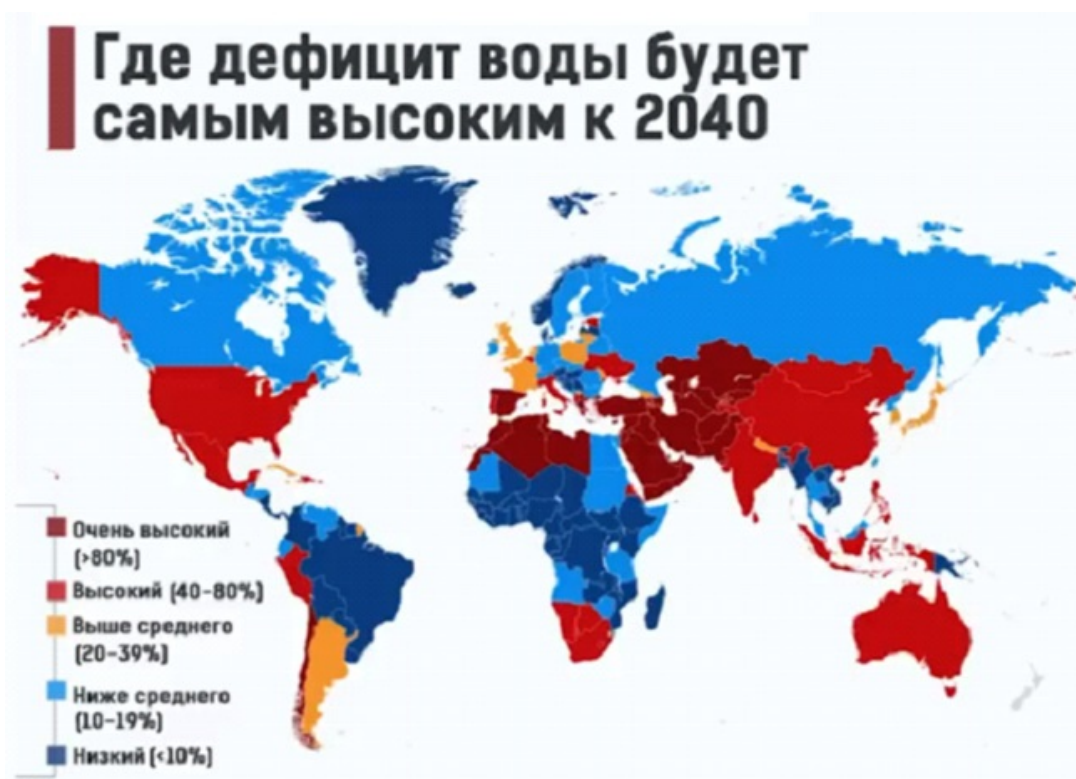 Где дефицит воды будет
самым высоким к 2040
Очень высокий
(>80%)
Высокий (40-80%)
Выше среднего
(20-39%)
Ниже среднего
(10-19%)
Низкий (<10%)